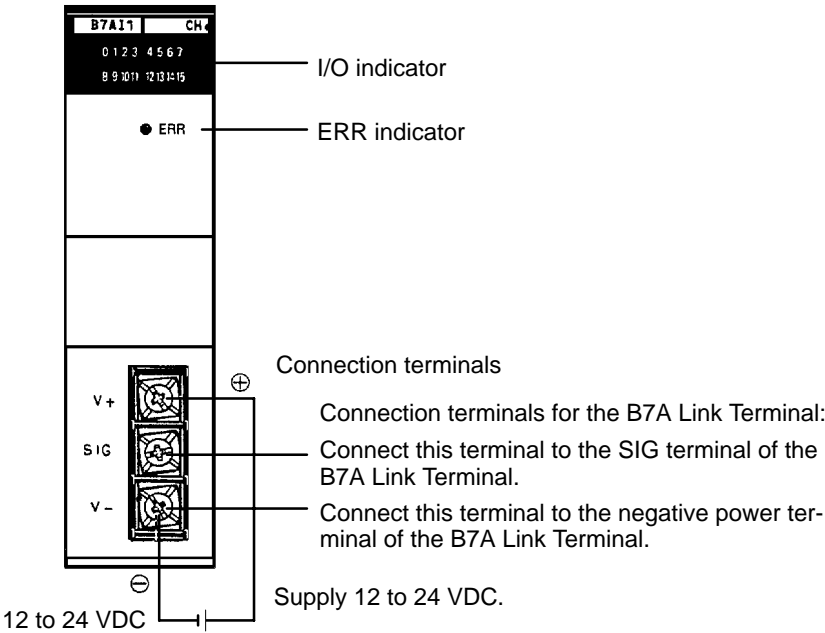 B7AI1 CH
0 1 2 3 4 5 6 7
8 9 10 11 12 13 14 15
I/O indicator
ERR
ERR indicator
Connection terminals
V+
Connection terminals for the B7A Link Terminal:
SIG
Connect this terminal to the SIG terminal of the
B7A Link Terminal.
V–
Connect this terminal to the negative power ter-
minal of the B7A Link Terminal.
Supply 12 to 24 VDC.
12 to 24 VDC